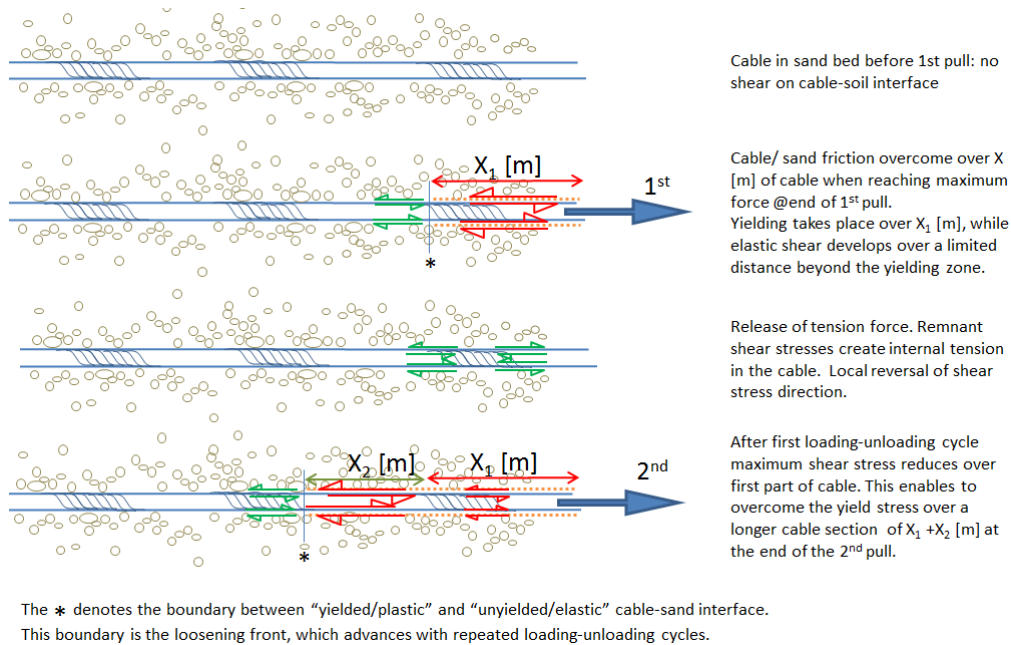 Cable in sand bed before 1st pull: no
shear on cable-soil interface
X₁ [m]
1ˢᵗ
*
Cable/ sand friction overcome over X
[m] of cable when reaching maximum
force @end of 1ˢᵗ pull.
Yielding takes place over X₁ [m], while
elastic shear develops over a limited
distance beyond the yielding zone.
Release of tension force. Remnant
shear stresses create internal tension
in the cable. Local reversal of shear
stress direction.
X₂ [m]
X₁ [m]
2ⁿᵈ
*
After first loading-unloading cycle
maximum shear stress reduces over
first part of cable. This enables to
overcome the yield stress over a
longer cable section of X₁ +X₂ [m] at
the end of the 2ⁿᵈ pull.
The * denotes the boundary between “yielded/plastic” and “unyielded/elastic” cable-sand interface.
This boundary is the loosening front, which advances with repeated loading-unloading cycles.